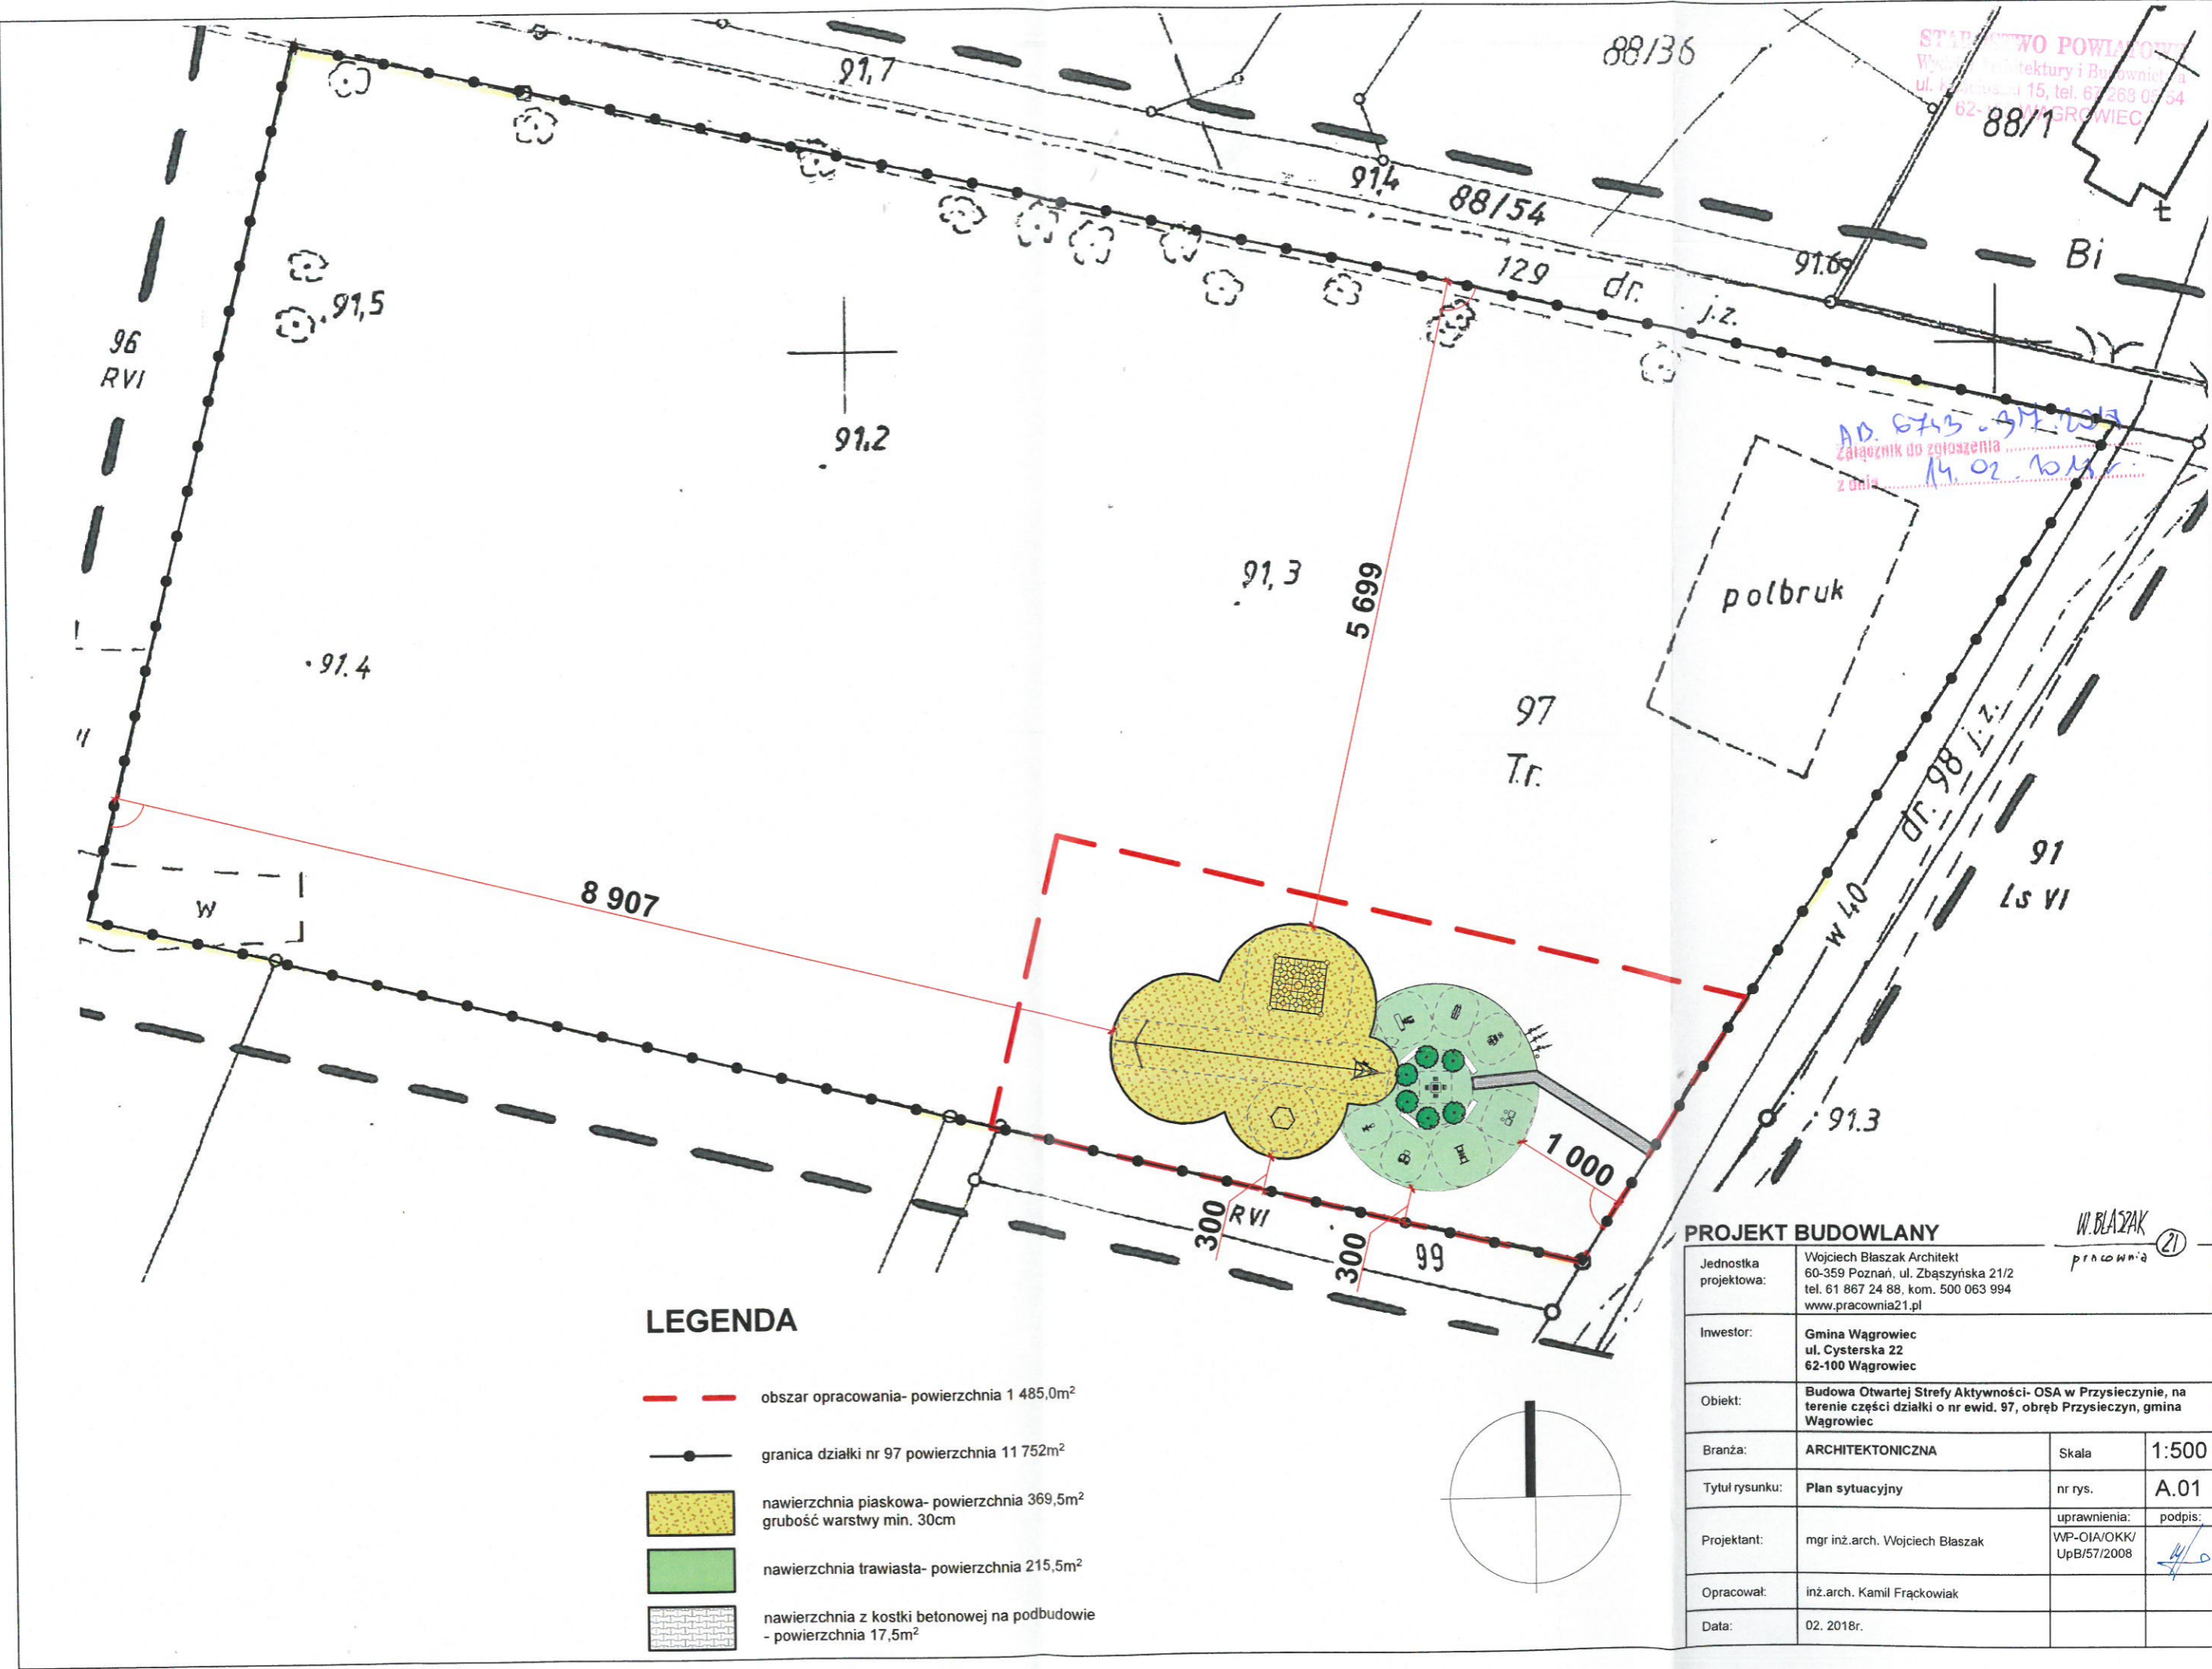 88/36
91,7
STAROSTWO POWIATOWE
88/1
91,4
88/54
t
Bi
129
dr.
j.z.
91.6
91,5
96
RVI
91.2
Załącznik do zgłoszenia
z dnia 14. 02. 2018 r.
91,3
5 699
polbruk
91.4
97
Tr.
dr. 98 j.z.
91
Ls VI
w 40
8 907
W
91.3
1 000
300
RVI
300
99
LEGENDA
obszar opracowania- powierzchnia 1 485,0m²
granica działki nr 97 powierzchnia 11 752m²
nawierzchnia piaskowa- powierzchnia 369,5m²
grubość warstwy min. 30cm
nawierzchnia trawiasta- powierzchnia 215,5m²
nawierzchnia z kostki betonowej na podbudowie
- powierzchnia 17,5m²
PROJEKT BUDOWLANY
W.BŁASZAK
pracownia 21
Jednostka projektowa:
Wojciech Błaszak Architekt
60-359 Poznań, ul. Zbąszyńska 21/2
tel. 61 867 24 88, kom. 500 063 994
www.pracownia21.pl
Inwestor:
Gmina Wągrowiec
ul. Cysterska 22
62-100 Wągrowiec
Obiekt:
Budowa Otwartej Strefy Aktywności- OSA w Przysieczynie, na
terenie części działki o nr ewid. 97, obręb Przysieczyn, gmina
Wągrowiec
Branża: ARCHITEKTONICZNA Skala 1:500
Tytuł rysunku: Plan sytuacyjny nr rys. A.01
uprawnienia: podpis:
Projektant: mgr inż.arch. Wojciech Błaszak WP-OIA/OKK/
UpB/57/2008
Opracował: inż.arch. Kamil Frąckowiak
Data: 02. 2018r.